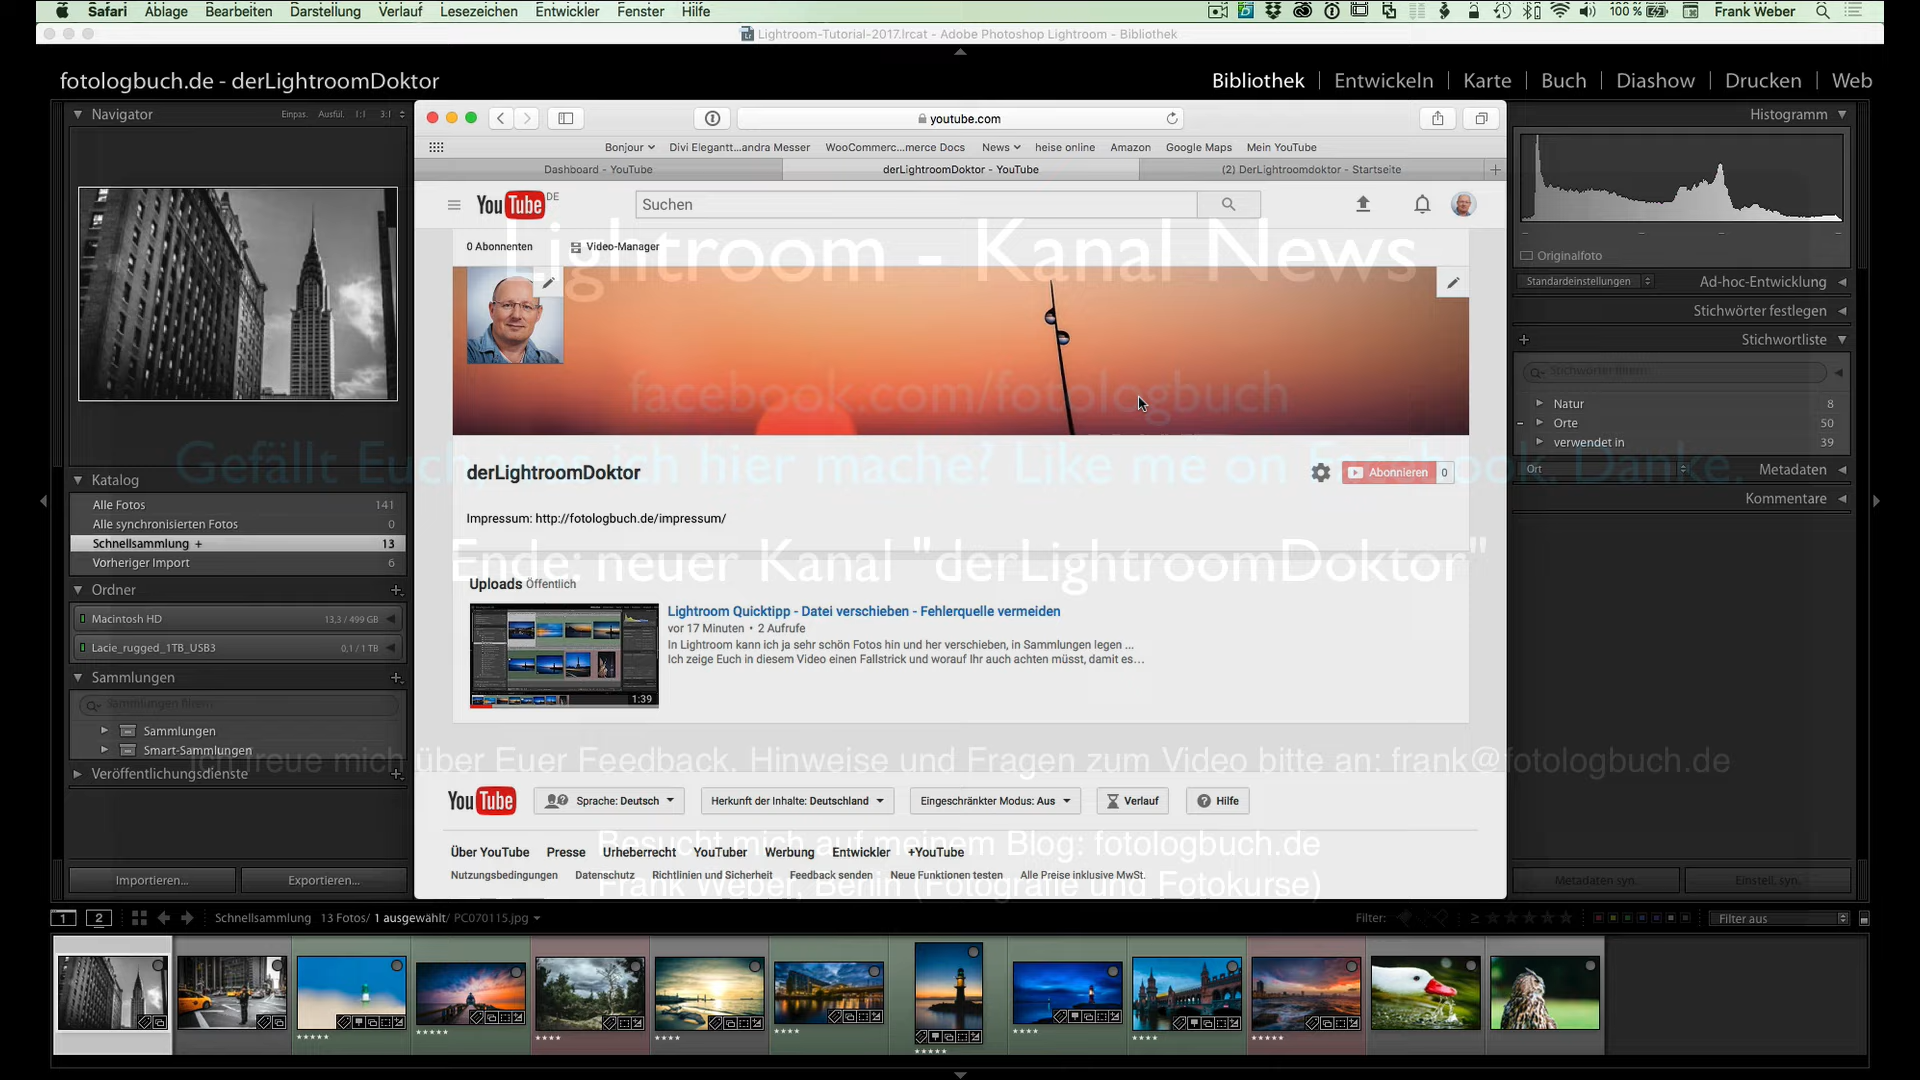 Safari Ablage Bearbeiten Darstellung Verlauf Lesezeichen Entwickler Fenster Hilfe 100 % Frank Weber
Lightroom-Tutorial-2017.lrcat - Adobe Photoshop Lightroom - Bibliothek
fotologbuch.de - derLightroomDoktor
Bibliothek | Entwickeln | Karte | Buch | Diashow | Drucken | Web
Navigator Einpas. Ausfül. 1:1 3:1
Histogramm
youtube.com
Bonjour Divi Elegantt...andra Messer WooCommerc...merce Docs News heise online Amazon Google Maps Mein YouTube
Dashboard - YouTube
derLightroomDoktor - YouTube
(2) DerLightroomdoktor - Startseite
YouTube DE
Suchen
0 Abonnenten Video-Manager
Lightroom - Kanal News
facebook.com/fotologbuch
Gefällt Euch was ich hier mache? Like me on Facebook. Danke.
derLightroomDoktor
Abonnieren 0
Impressum: http://fotologbuch.de/impressum/
Ende: neuer Kanal "derLightroomDoktor"
Uploads Öffentlich
Lightroom Quicktipp - Datei verschieben - Fehlerquelle vermeiden
vor 17 Minuten • 2 Aufrufe
In Lightroom kann ich ja sehr schön Fotos hin und her verschieben, in Sammlungen legen ...
Ich zeige Euch in diesem Video einen Fallstrick und worauf Ihr auch achten müsst, damit es...
1:39
Ich freue mich über Euer Feedback. Hinweise und Fragen zum Video bitte an: frank@fotologbuch.de
YouTube
Sprache: Deutsch
Herkunft der Inhalte: Deutschland
Eingeschränkter Modus: Aus
Verlauf
Hilfe
Besucht mich auf meinem Blog: fotologbuch.de
Über YouTube Presse Urheberrecht YouTuber Werbung Entwickler +YouTube
Nutzungsbedingungen Datenschutz Richtlinien und Sicherheit Feedback senden Neue Funktionen testen Alle Preise inklusive MwSt.
Frank Weber, Berlin (Fotografie und Fotokurse)
Katalog
Alle Fotos 141
Alle synchronisierten Fotos 0
Schnellsammlung + 13
Vorheriger Import 6
Ordner
Macintosh HD 13,3 / 499 GB
Lacie_rugged_1TB_USB3 0,1 / 1 TB
Sammlungen
Sammlungen filtern
Sammlungen
Smart-Sammlungen
Veröffentlichungsdienste
Importieren...
Exportieren...
Originalfoto
Standardeinstellungen
Ad-hoc-Entwicklung
Stichwörter festlegen
Stichwortliste
Stichwörter filtern
Natur 8
Orte 50
verwendet in 39
Ort
Metadaten
Kommentare
Metadaten syn.
Einstell. syn.
1 2 Schnellsammlung 13 Fotos/ 1 ausgewählt/ PC070115.jpg
Filter: Filter aus